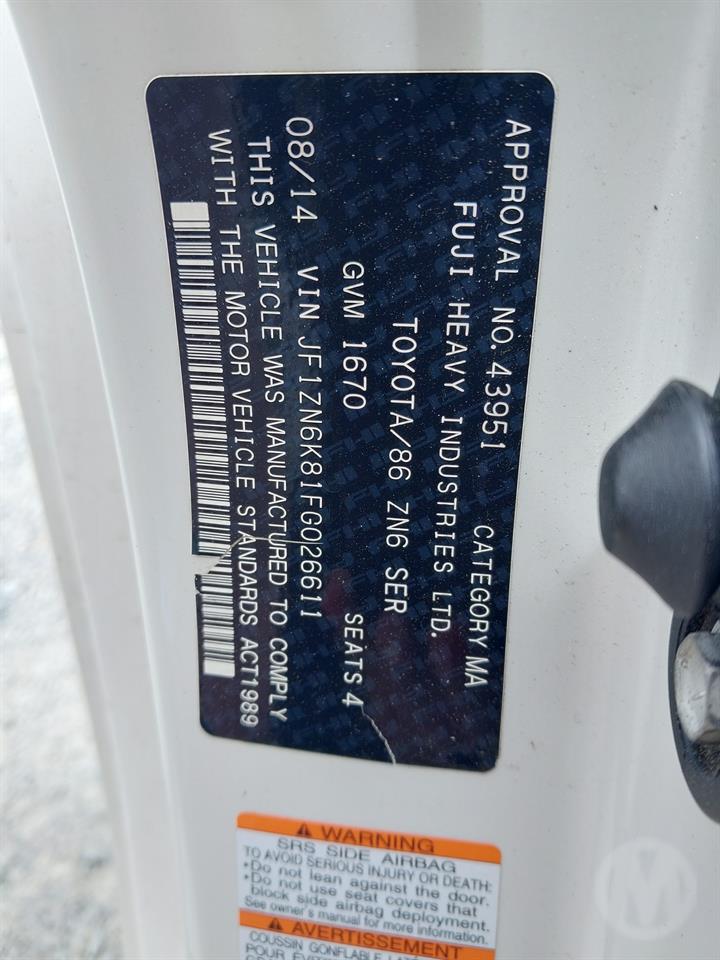 APPROVAL NO. 43951 CATEGORY MA
FUJI HEAVY INDUSTRIES LTD.
TOYOTA/86 ZN6 SER
GVM 1670 SEATS 4
08/14 VIN JF1ZN6K81FG026611
THIS VEHICLE WAS MANUFACTURED TO COMPLY
WITH THE MOTOR VEHICLE STANDARDS ACT1989
WARNING
SRS SIDE AIRBAG
TO AVOID SERIOUS INJURY OR DEATH:
•Do not lean against the door.
•Do not use seat covers that
block side airbag deployment.
See owner's manual for more information.
AVERTISSEMENT
COUSSIN GONFLABLE
POUR
M